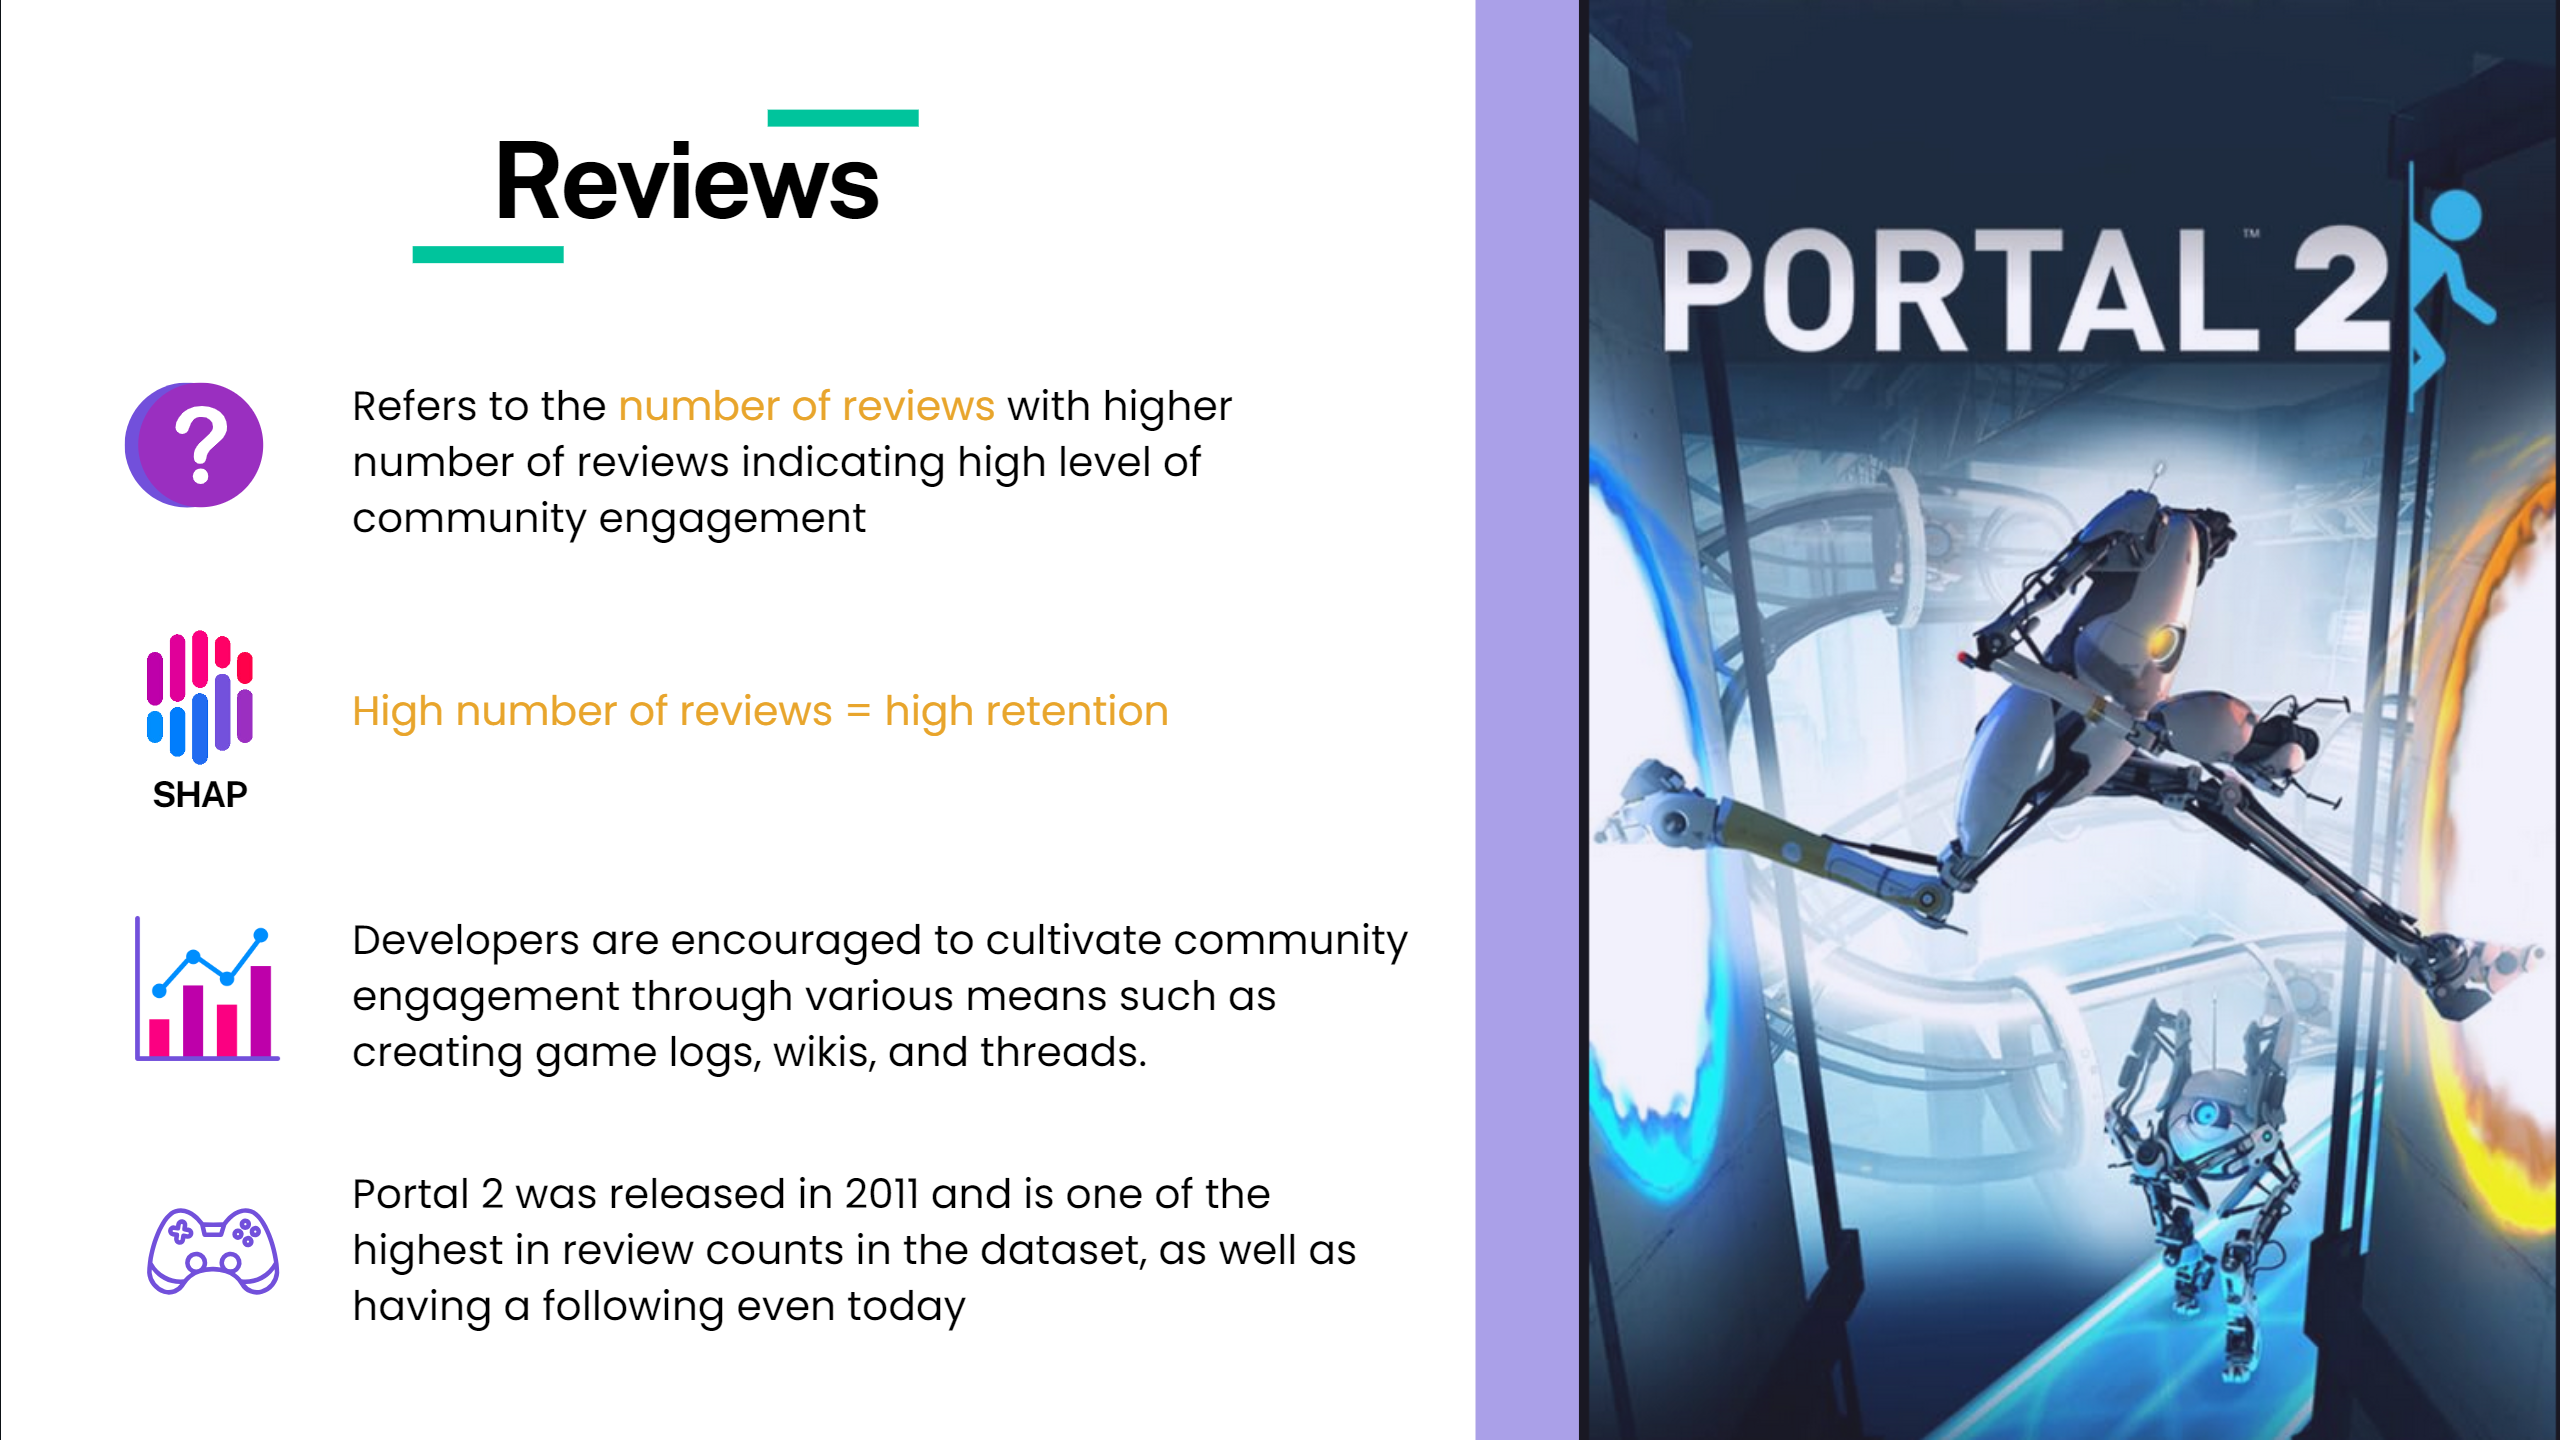 Reviews
Refers to the number of reviews with higher
number of reviews indicating high level of
community engagement
SHAP
High number of reviews = high retention
Developers are encouraged to cultivate community
engagement through various means such as
creating game logs, wikis, and threads.
Portal 2 was released in 2011 and is one of the
highest in review counts in the dataset, as well as
having a following even today
PORTAL 2 ™